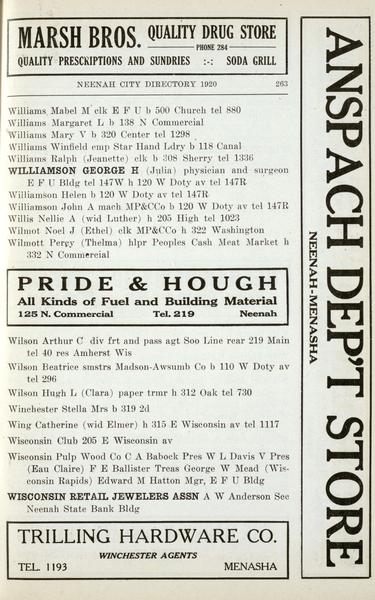 MARSH BROS. QUALITY DRUG STORE
PHONE 284
QUALITY PRESCRIPTIONS AND SUNDRIES :-: SODA GRILL
NEENAH CITY DIRECTORY 1920 263
Williams Mabel M clk E F U b 500 Church tel 880
Williams Margaret L b 138 N Commercial
Williams Mary V b 320 Center tel 1298
Williams Winfield emp Star Hand Ldry b 118 Canal
Williams Ralph (Jeanette) clk b 308 Sherry tel 1336
WILLIAMSON GEORGE H (Julia) physician and surgeon
E F U Bldg tel 147W h 120 W Doty av tel 147R
Williamson Helen b 120 W Doty av tel 147R
Williamson John A mach MP&CCo b 120 W Doty av tel 147R
Willis Nellie A (wid Luther) h 205 High tel 1023
Wilmot Noel J (Ethel) clk MP&CCo h 322 Washington
Wilmott Percy (Thelma) hlpr Peoples Cash Meat Market h
332 N Commercial
PRIDE & HOUGH
All Kinds of Fuel and Building Material
125 N. Commercial Tel. 219 Neenah
Wilson Arthur C div frt and pass agt Soo Line rear 219 Main
tel 40 res Amherst Wis
Wilson Beatrice smstrs Madson-Awsumb Co b 110 W Doty av
tel 296
Wilson Hugh L (Clara) paper trmr h 312 Oak tel 730
Winchester Stella Mrs b 319 2d
Wing Catherine (wid Elmer) h 315 E Wisconsin av tel 1117
Wisconsin Club 205 E Wisconsin av
Wisconsin Pulp Wood Co C A Babock Pres W L Davis V Pres
(Eau Claire) F E Ballister Treas George W Mead (Wis-
consin Rapids) Edward M Hatton Mgr, E F U Bldg
WISCONSIN RETAIL JEWELERS ASSN A W Anderson See
Neenah State Bank Bldg
TRILLING HARDWARE CO.
WINCHESTER AGENTS
TEL. 1193 MENASHA
ANSPACH DEP'T STORE
NEENAH-MENASHA